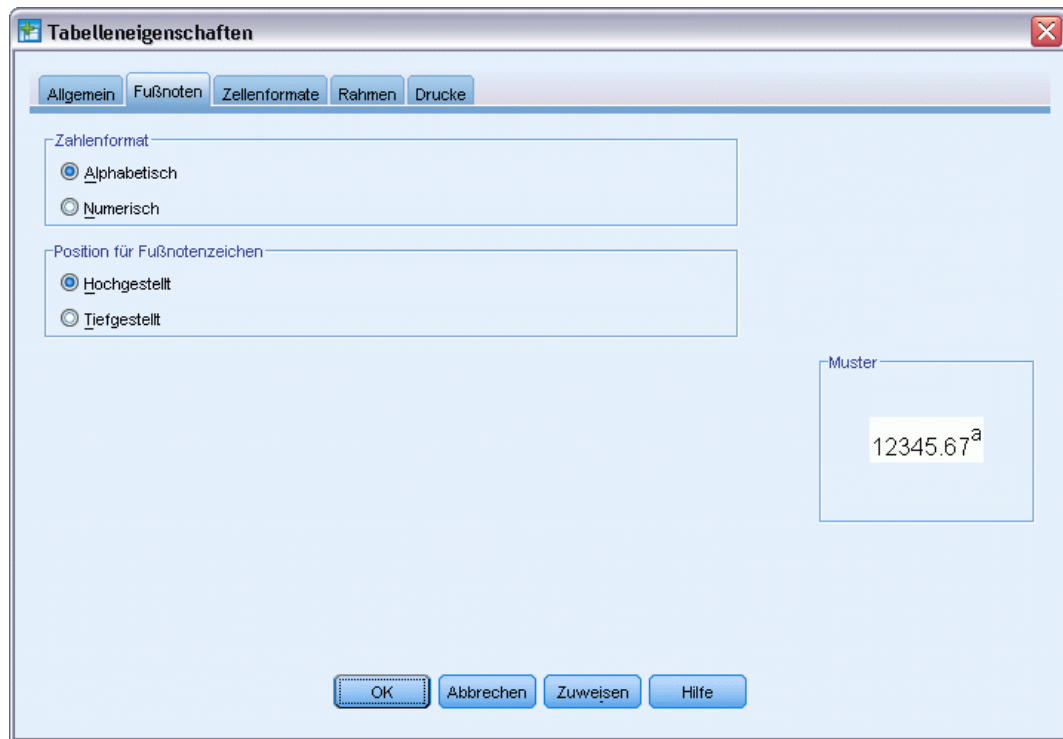 Tabelleneigenschaften
Allgemein Fußnoten Zellenformate Rahmen Drucke
Zahlenformat
Alphabetisch
Numerisch
Position für Fußnotenzeichen
Hochgestellt
Tiefgestellt
Muster
12345.67a
OK Abbrechen Zuweisen Hilfe